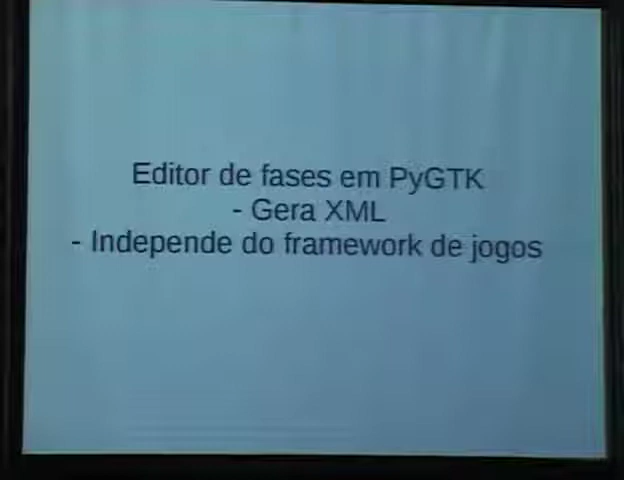 Editor de fases em PyGTK
- Gera XML
- Independe do framework de jogos